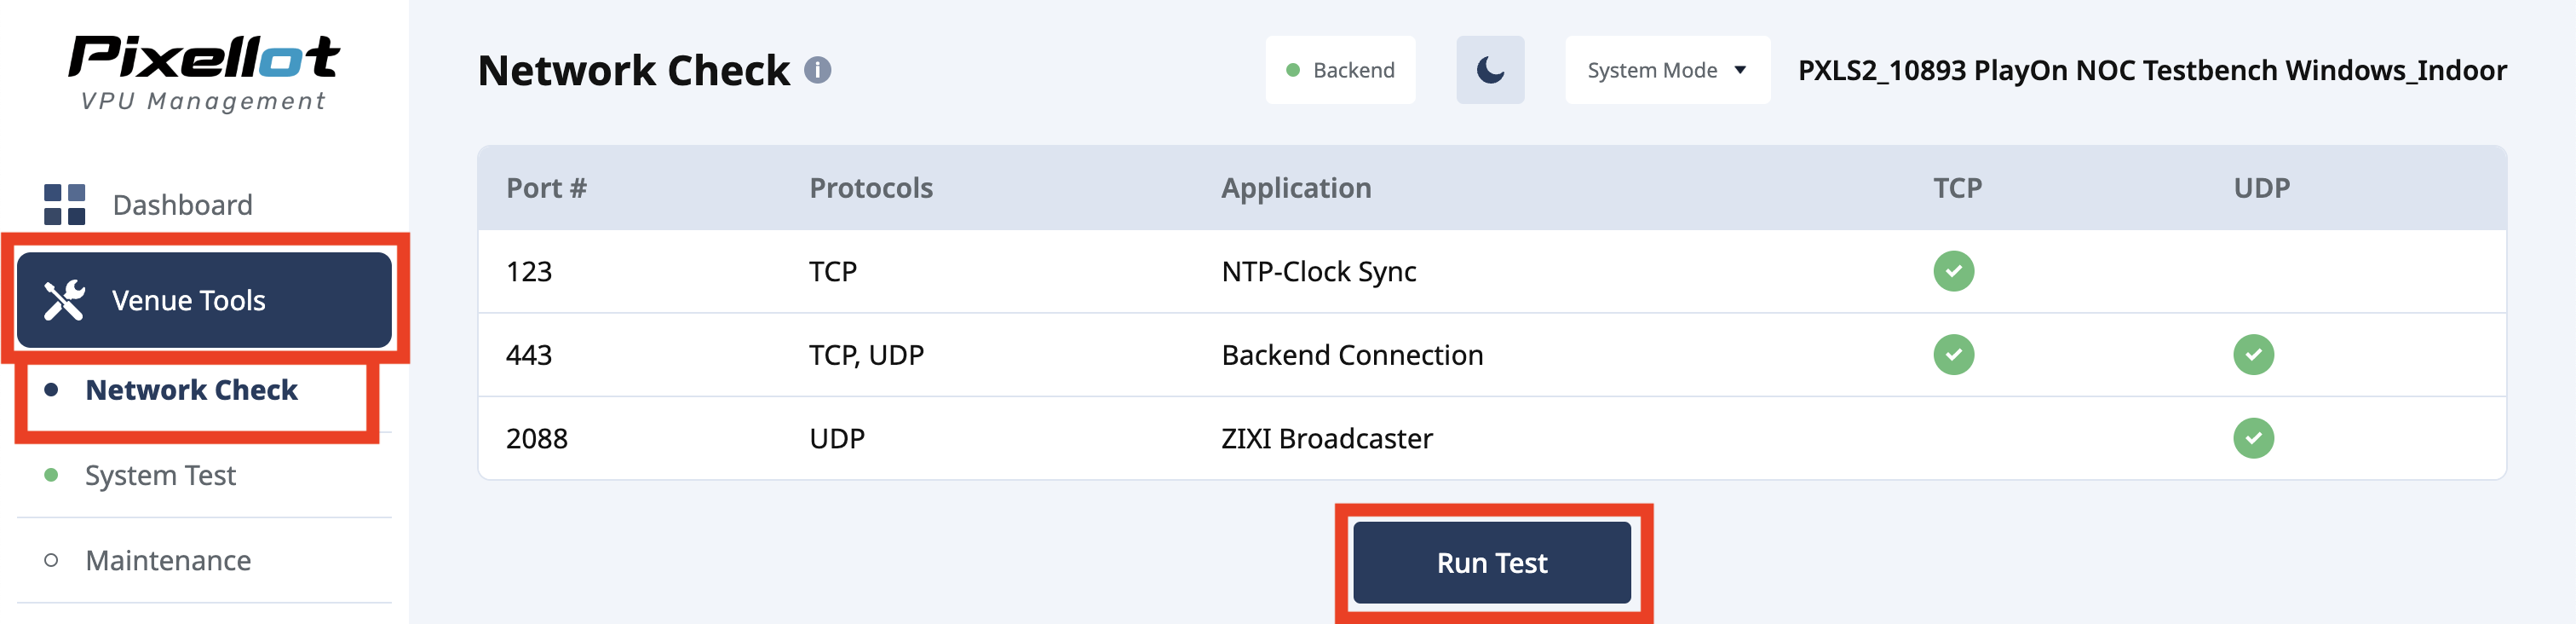 Pixellot
VPU Management
Dashboard
Venue Tools
Network Check
System Test
Maintenance
Network Check i
Backend
System Mode
PXLS2_10893 PlayOn NOC Testbench Windows_Indoor
Port # Protocols Application TCP UDP
123 TCP NTP-Clock Sync
443 TCP, UDP Backend Connection
2088 UDP ZIXI Broadcaster
Run Test